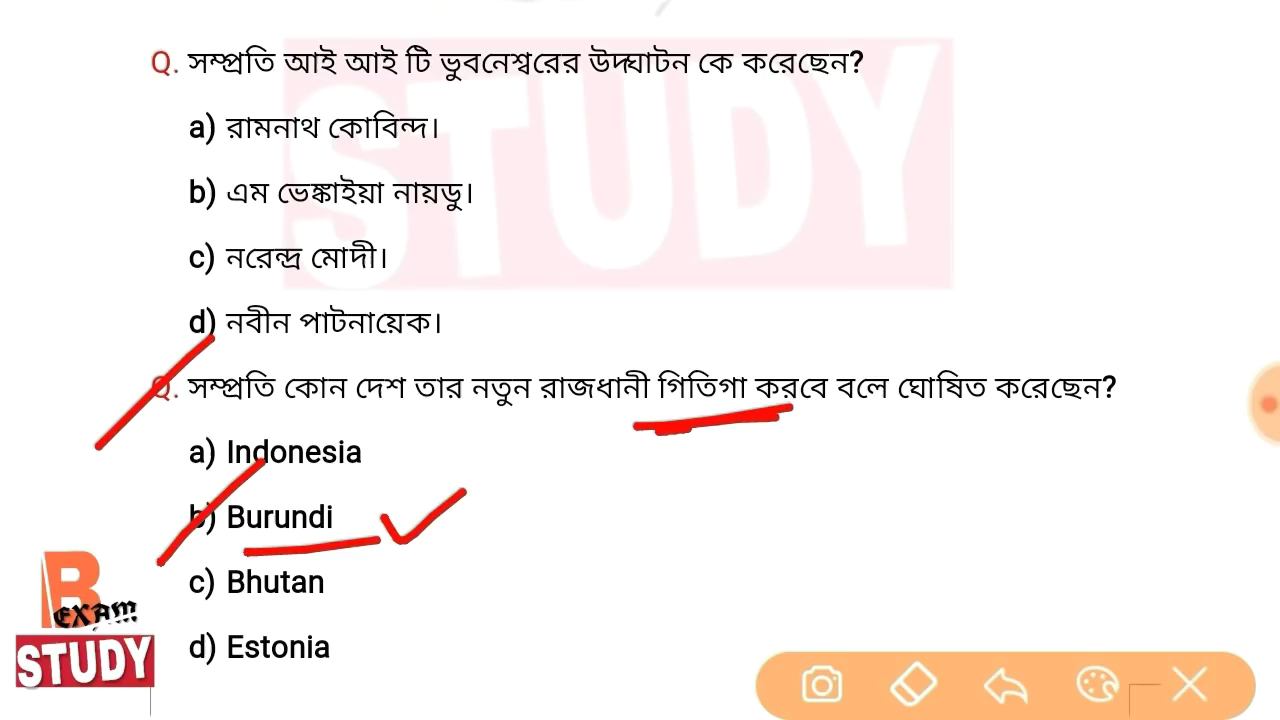 Q. সম্প্রতি আই আই টি ভুবনেশ্বরের উদ্ঘাটন কে করেছেন?
a) রামনাথ কোবিন্দ।
b) এম ভেঙ্কাইয়া নায়ডু।
c) নরেন্দ্র মোদী।
d) নবীন পাটনায়েক।
Q. সম্প্রতি কোন দেশ তার নতুন রাজধানী গিতিগা করবে বলে ঘোষিত করেছেন?
a) Indonesia
b) Burundi
c) Bhutan
d) Estonia
B
EXAM
STUDY
STUDY